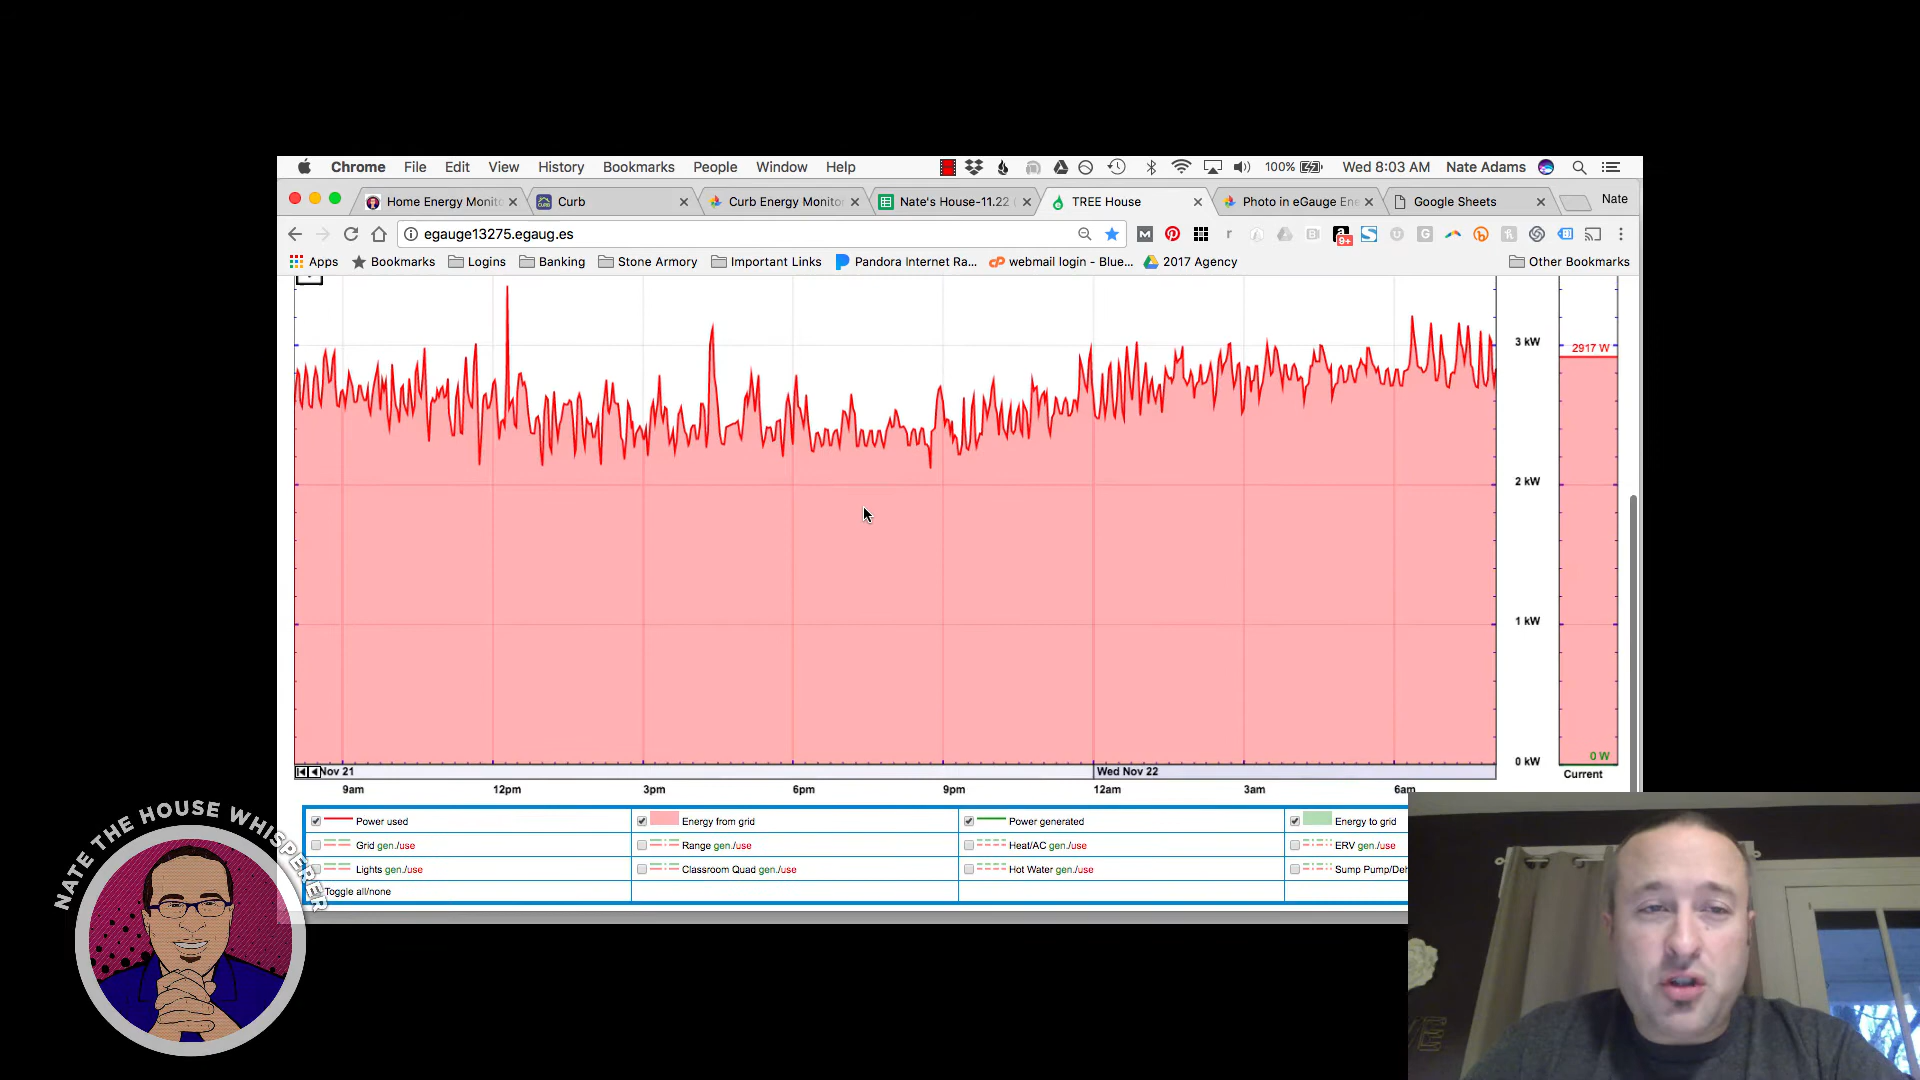 Chrome File Edit View History Bookmarks People Window Help 100% Wed 8:03 AM Nate Adams
Home Energy Monito Curb Curb Energy Monitor Nate's House-11.22 ( TREE House Photo in eGauge Ene Google Sheets Nate
egauge13275.egaug.es
Apps Bookmarks Logins Banking Stone Armory Important Links Pandora Internet Ra... webmail login - Blue... 2017 Agency Other Bookmarks
3 kW
2917 W
2 kW
1 kW
0 kW
0 W
Nov 21 Wed Nov 22 Current
9am 12pm 3pm 6pm 9pm 12am 3am 6am
Power used Energy from grid Power generated Energy to grid
Grid gen./use Range gen./use Heat/AC gen./use ERV gen./use
Lights gen./use Classroom Quad gen./use Hot Water gen./use Sump Pump/Deh
Toggle all/none
NATE THE HOUSE WHISPERER